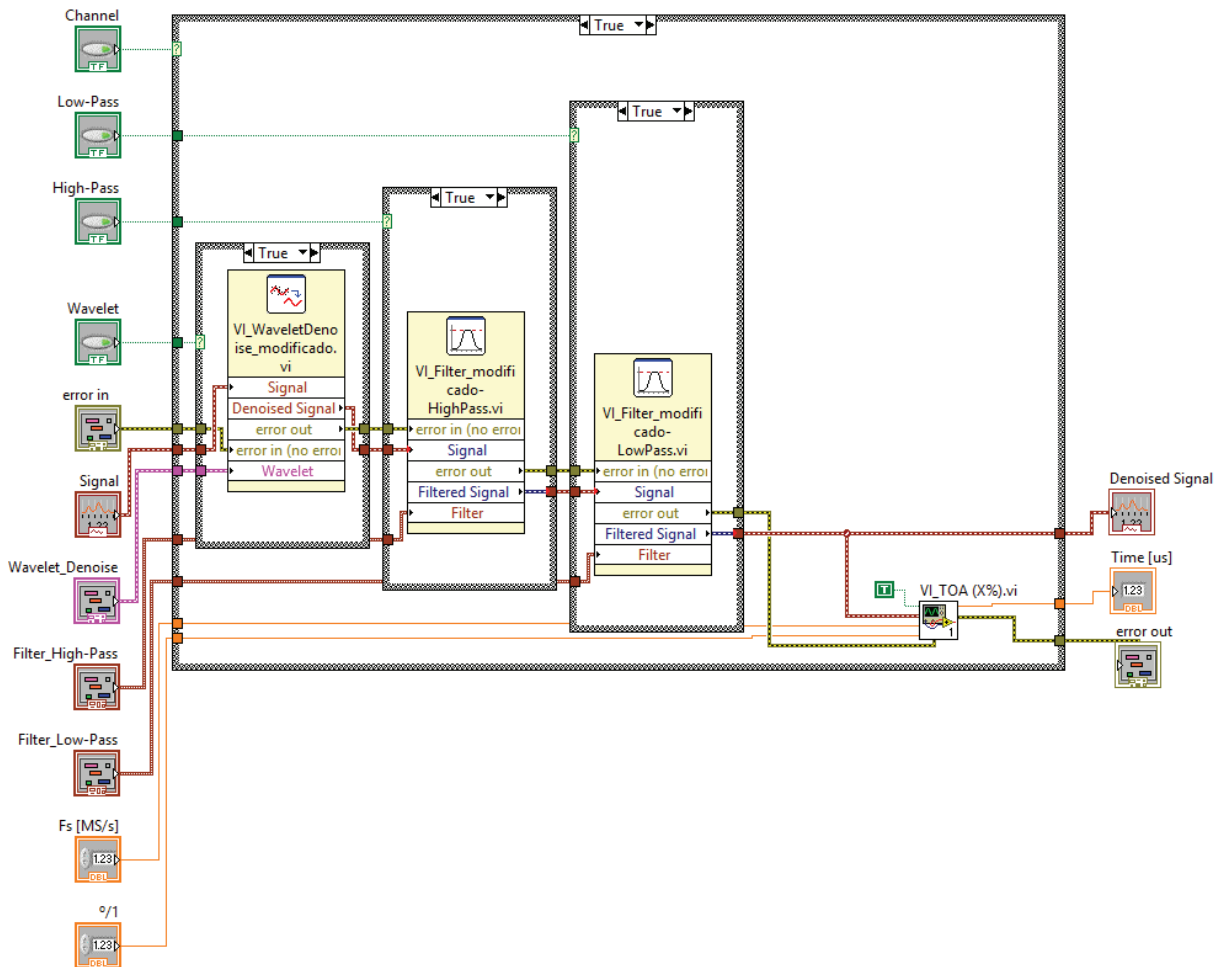 Channel
TF
True
Low-Pass
TF
True
High-Pass
TF
True
Wavelet
TF
True
VI_WaveletDeno
ise_modificado.
vi
Signal
Denoised Signal
error out
error in (no erro
Wavelet
VI_Filter_modifi
cado-
HighPass.vi
error in (no erro
Signal
error out
Filtered Signal
Filter
VI_Filter_modifi
cado-
LowPass.vi
error in (no erro
Signal
error out
Filtered Signal
Filter
error in
Signal
1.23
Wavelet_Denoise
Filter_High-Pass
Filter_Low-Pass
Fs [MS/s]
1.23
DBL
º/1
1.23
DBL
T
VI_TOA (X%).vi
1
Denoised Signal
1.23
Time [us]
1.23
DBL
error out